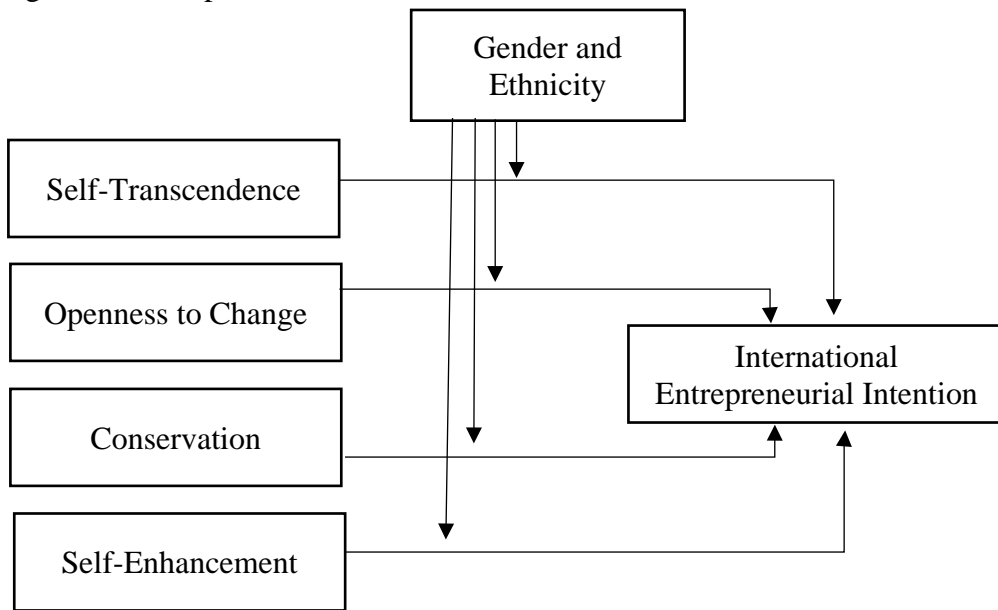 Gender and
Ethnicity
Self-Transcendence
Openness to Change
International
Entrepreneurial Intention
Conservation
Self-Enhancement